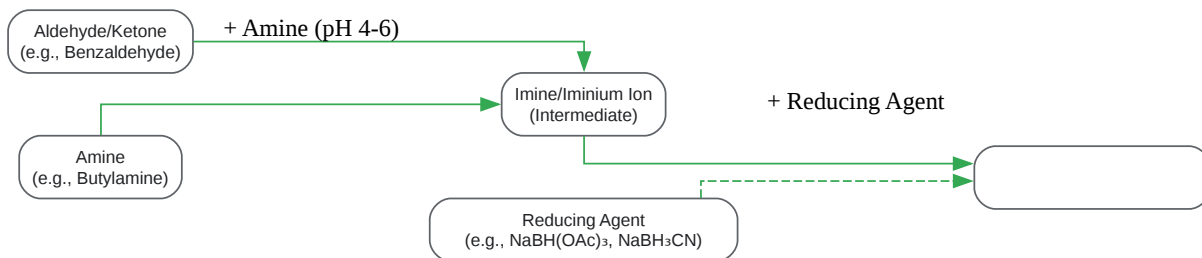 Aldehyde/Ketone
(e.g., Benzaldehyde)
+ Amine (pH 4-6)
Imine/Iminium Ion
(Intermediate)
+ Reducing Agent
Amine
(e.g., Butylamine)
Reducing Agent
(e.g., NaBH(OAc)₃, NaBH₃CN)